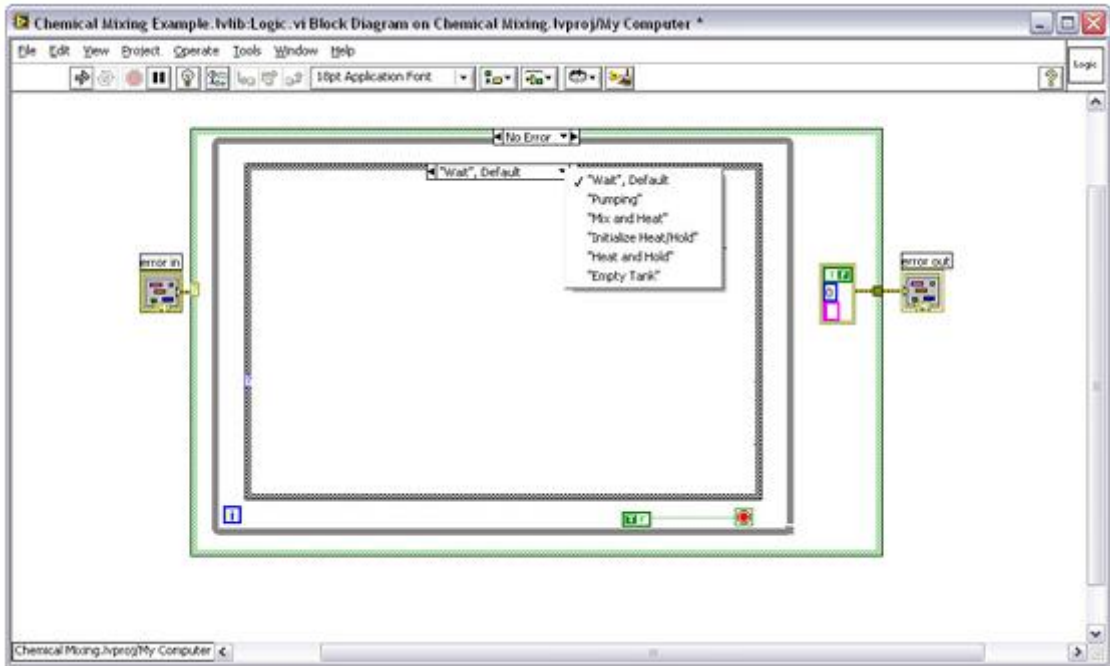 Chemical Mixing Example.lvlib:Logic.vi Block Diagram on Chemical Mixing.lvproj/My Computer *
File Edit View Project Operate Tools Window Help
18pt Application Font
Logic
No Error
"Wait", Default
"Wait", Default
"Pumping"
"Mix and Heat"
"Initialize Heat/Hold"
"Heat and Hold"
"Empty Tank"
error in
error out
i
Chemical Mixing.lvproj/My Computer